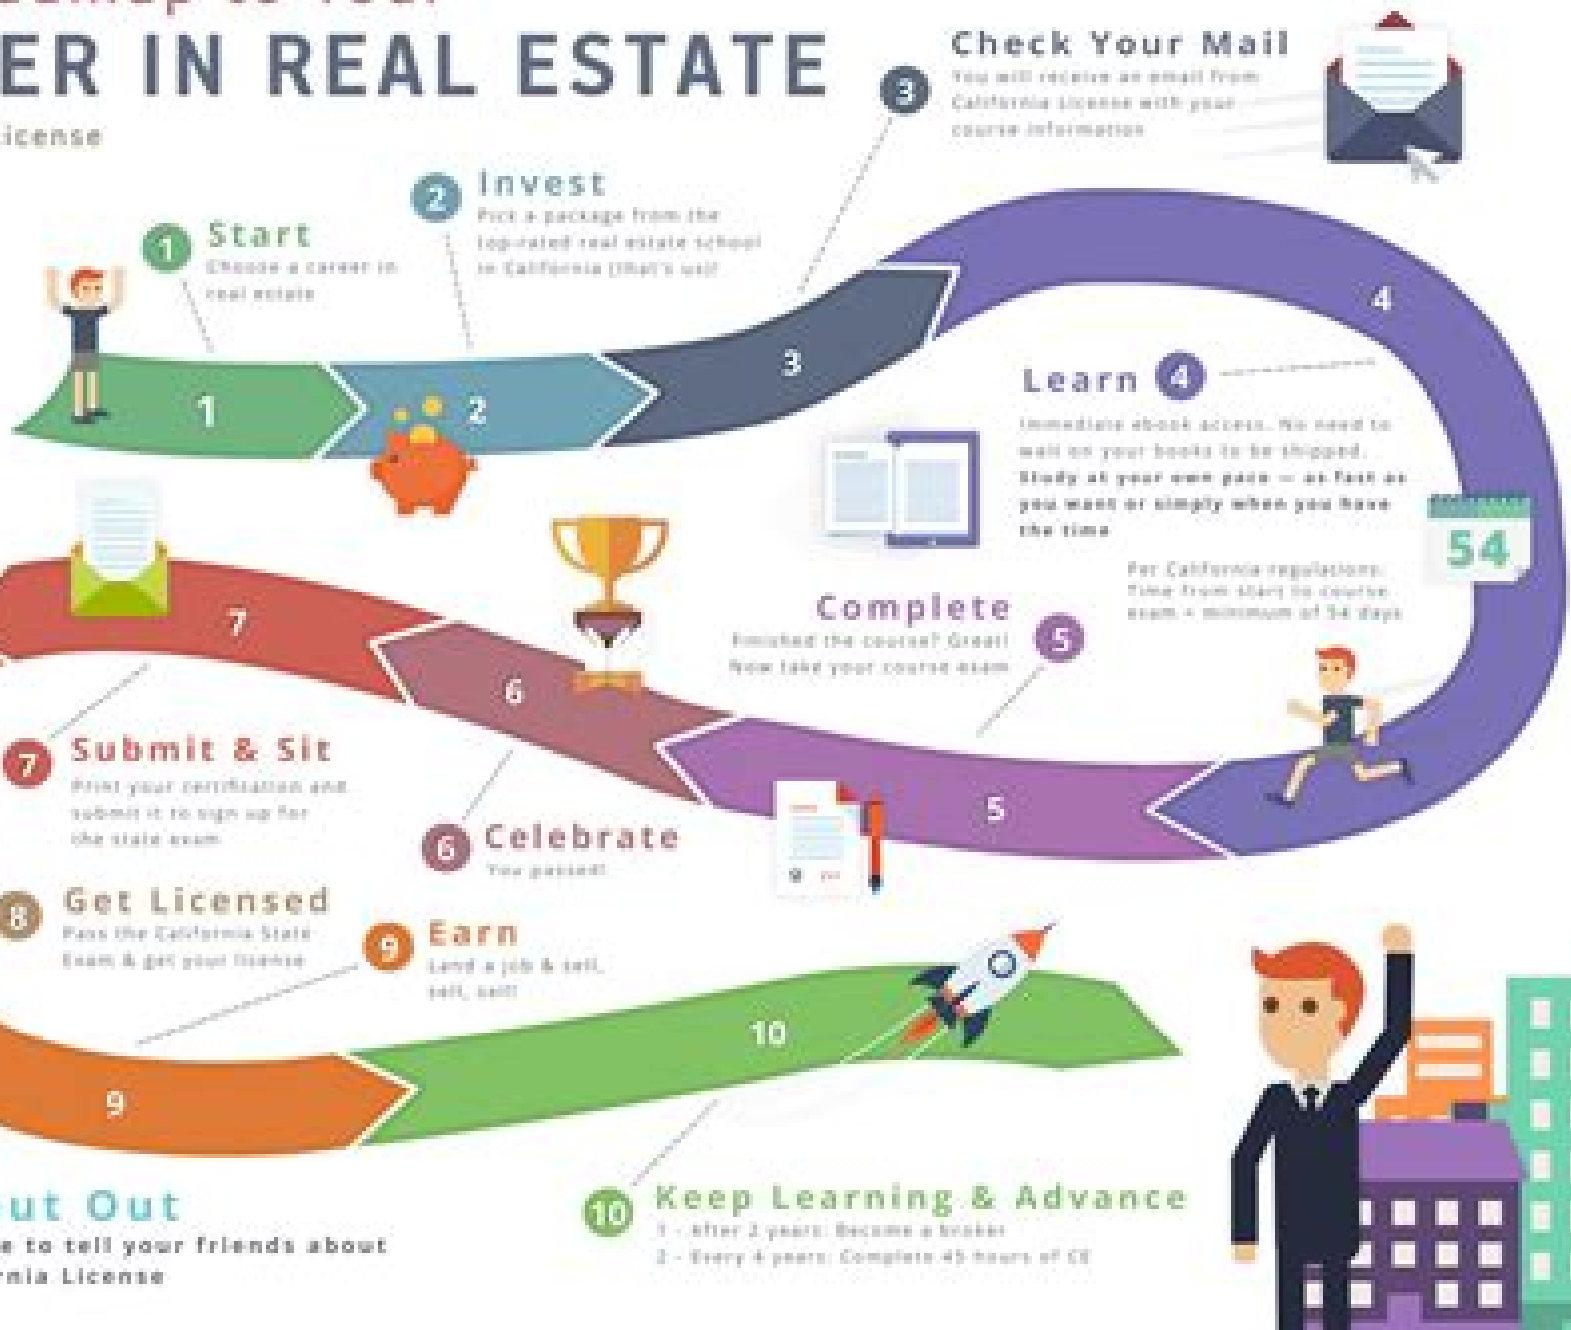 ER IN REAL ESTATE
icense
3
Check Your Mail
You will receive an email from
California License with your
course information
2
Invest
Pick a package from the
top-rated real estate school
in California (that's us)!
1
Start
Choose a career in
real estate
1
2
3
4
Learn
4
Immediate ebook access. No need to
wait on your books to be shipped.
Study at your own pace — as fast as
you want or simply when you have
the time
54
Per California regulations:
Time from start to course
exam = minimum of 54 days
Complete
5
Finished the course? Great!
Now take your course exam
7
6
5
7
Submit & Sit
Print your certification and
submit it to sign up for
the state exam
6
Celebrate
You passed!
8
Get Licensed
Pass the California State
Exam & get your license
9
Earn
Land a job & sell,
sell, sell!
10
9
10
Keep Learning & Advance
1 - After 2 years: Become a broker
2 - Every 4 years: Complete 45 hours of CE
ut Out
e to tell your friends about
rnia License